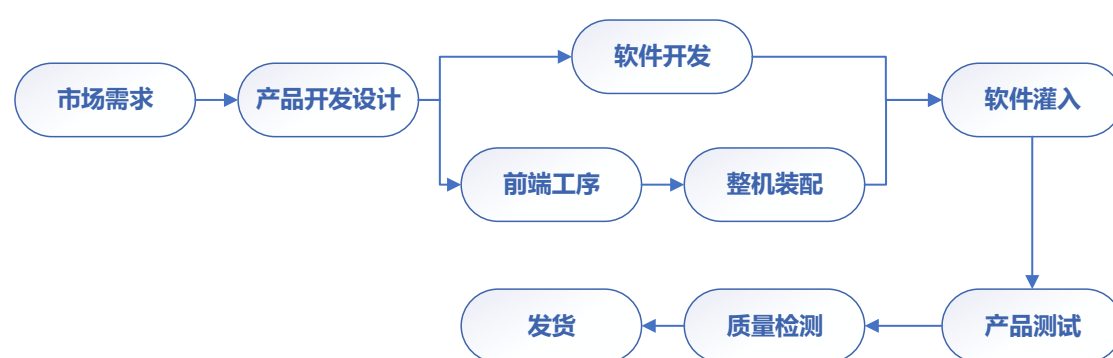 市场需求
产品开发设计
软件开发
前端工序
整机装配
软件灌入
产品测试
质量检测
发货